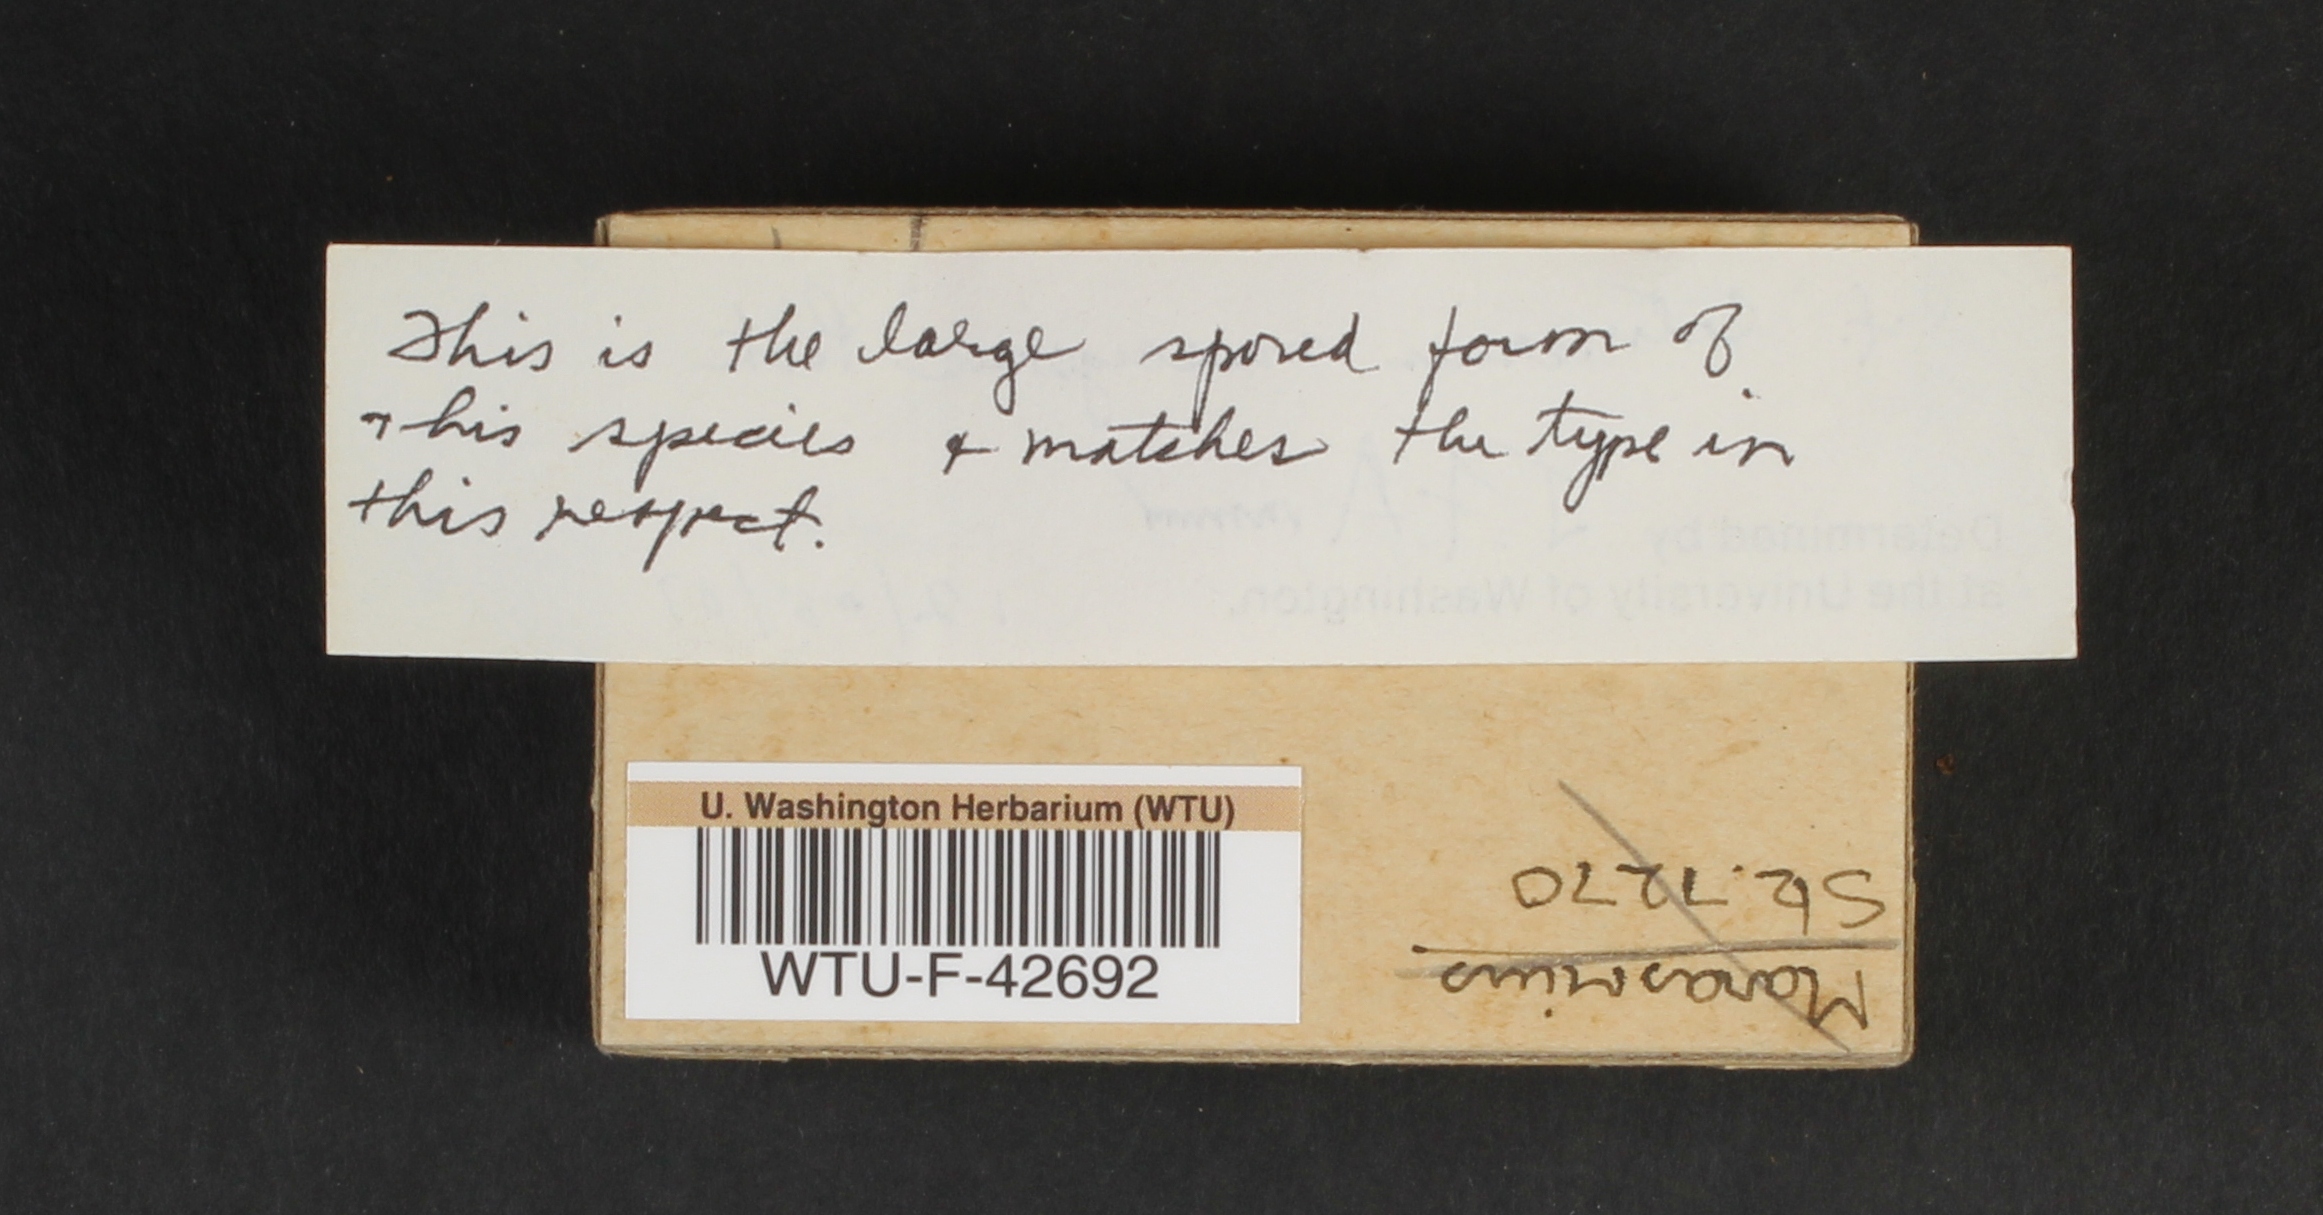 This is the large spored form of
this species & matches the type in
this respect.
Determined by
at the University of Washington,
U. Washington Herbarium (WTU)
WTU-F-42692
Marasmius
7270